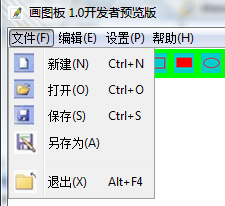 画图板 1.0开发者预览版
文件(F) 编辑(E) 设置(P) 帮助(H)
新建(N) Ctrl+N
打开(O) Ctrl+O
保存(S) Ctrl+S
另存为(A)
退出(X) Alt+F4